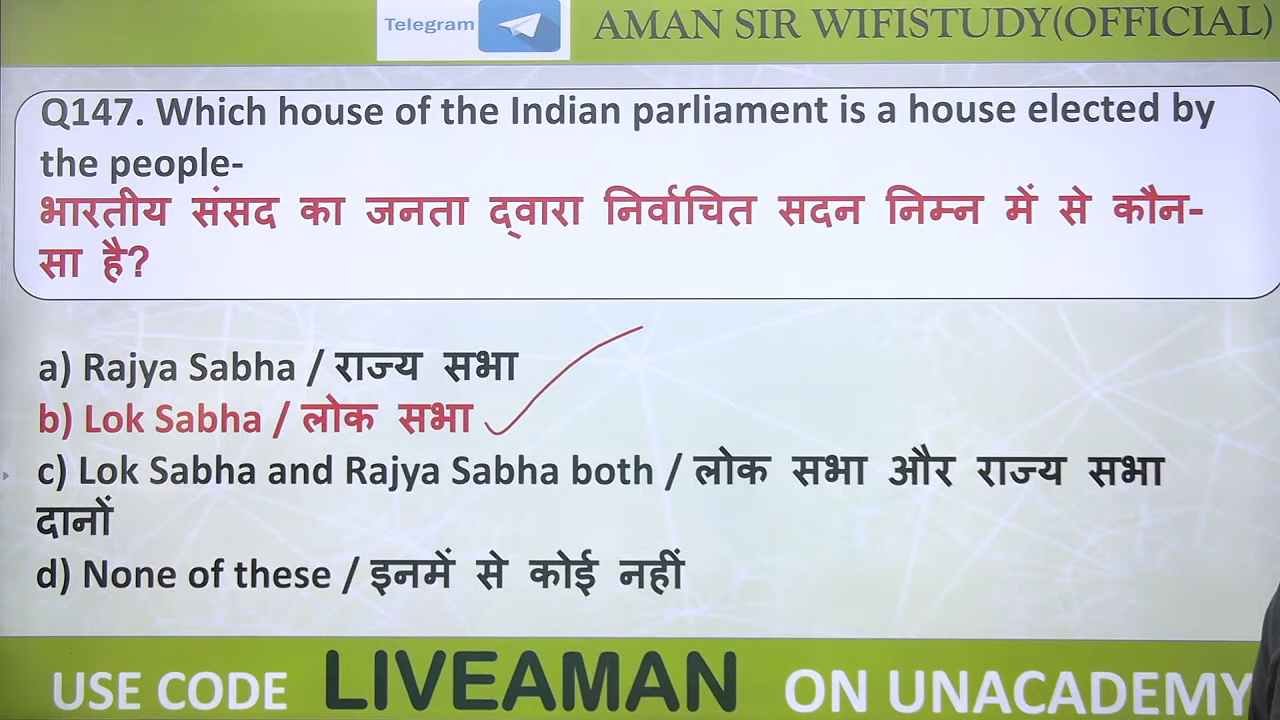 Telegram
AMAN SIR WIFISTUDY(OFFICIAL)
Q147. Which house of the Indian parliament is a house elected by
the people-
भारतीय संसद का जनता द्वारा निर्वाचित सदन निम्न में से कौन-
सा है?
a) Rajya Sabha / राज्य सभा
b) Lok Sabha / लोक सभा
c) Lok Sabha and Rajya Sabha both / लोक सभा और राज्य सभा
दानों
d) None of these / इनमें से कोई नहीं
USE CODE LIVEAMAN ON UNACADEMY